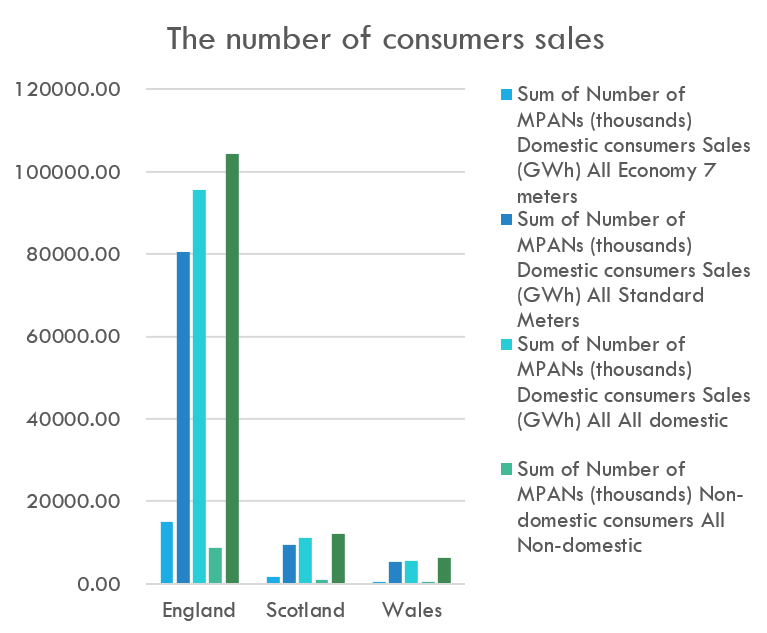 The number of consumers sales
120000.00
100000.00
80000.00
60000.00
40000.00
20000.00
0.00
England
Scotland
Wales
Sum of Number of
MPANs (thousands)
Domestic consumers Sales
(GWh) All Economy 7
meters
Sum of Number of
MPANs (thousands)
Domestic consumers Sales
(GWh) All Standard
Meters
Sum of Number of
MPANs (thousands)
Domestic consumers Sales
(GWh) All All domestic
Sum of Number of
MPANs (thousands) Non-
domestic consumers All
Non-domestic